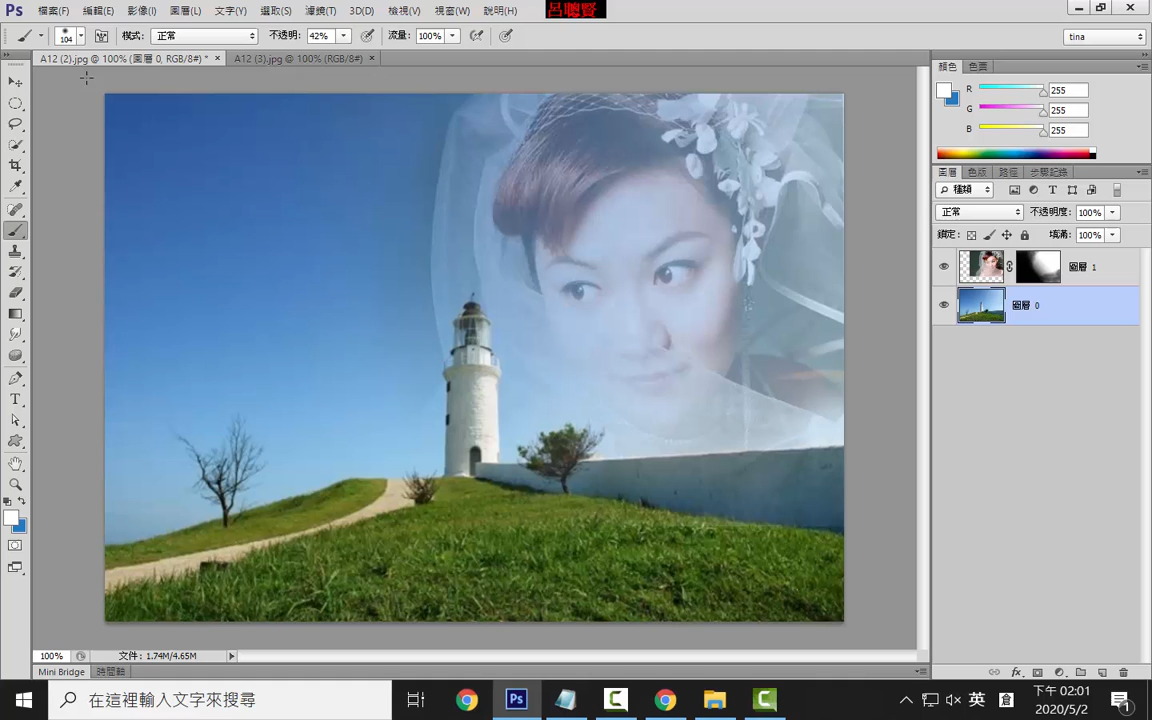 Ps 檔案(F) 編輯(E) 影像(I) 圖層(L) 文字(Y) 選取(S) 濾鏡(T) 3D(D) 檢視(V) 視窗(W) 說明(H) 呂聰賢
104 模式: 正常 不透明: 42% 流量: 100% tina
A12 (2).jpg @ 100% (圖層 0, RGB/8#) * × A12 (3).jpg @ 100% (RGB/8#) ×
顏色 色票
R 255
G 255
B 255
圖層 色版 路徑 步驟記錄
種類
正常 不透明度: 100%
鎖定: 填滿: 100%
圖層 1
圖層 0
100% 文件: 1.74M/4.65M
Mini Bridge 時間軸
在這裡輸入文字來搜尋
英
下午 02:01
2020/5/2
1